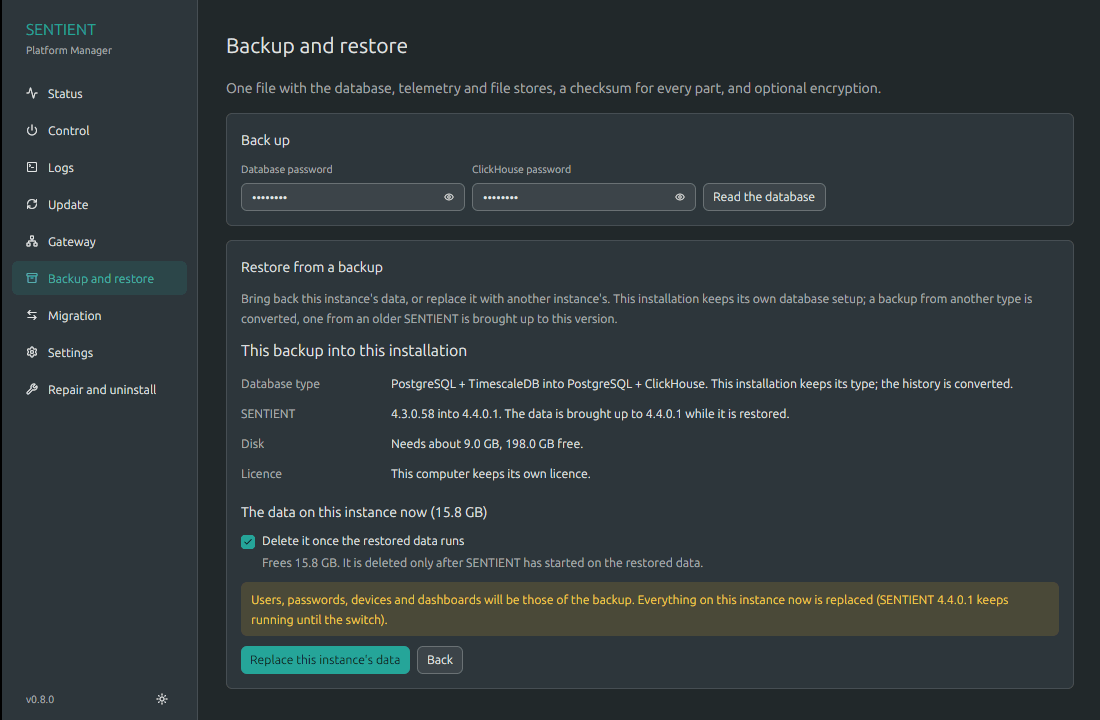 SENTIENT
Platform Manager
Status
Control
Logs
Update
Gateway
Backup and restore
Migration
Settings
Repair and uninstall
v0.8.0
Backup and restore
One file with the database, telemetry and file stores, a checksum for every part, and optional encryption.
Back up
Database password
ClickHouse password
••••••••
••••••••
Read the database
Restore from a backup
Bring back this instance's data, or replace it with another instance's. This installation keeps its own database setup; a backup from another type is
converted, one from an older SENTIENT is brought up to this version.
This backup into this installation
Database type PostgreSQL + TimescaleDB into PostgreSQL + ClickHouse. This installation keeps its type; the history is converted.
SENTIENT 4.3.0.58 into 4.4.0.1. The data is brought up to 4.4.0.1 while it is restored.
Disk Needs about 9.0 GB, 198.0 GB free.
Licence This computer keeps its own licence.
The data on this instance now (15.8 GB)
Delete it once the restored data runs
Frees 15.8 GB. It is deleted only after SENTIENT has started on the restored data.
Users, passwords, devices and dashboards will be those of the backup. Everything on this instance now is replaced (SENTIENT 4.4.0.1 keeps
running until the switch).
Replace this instance's data
Back